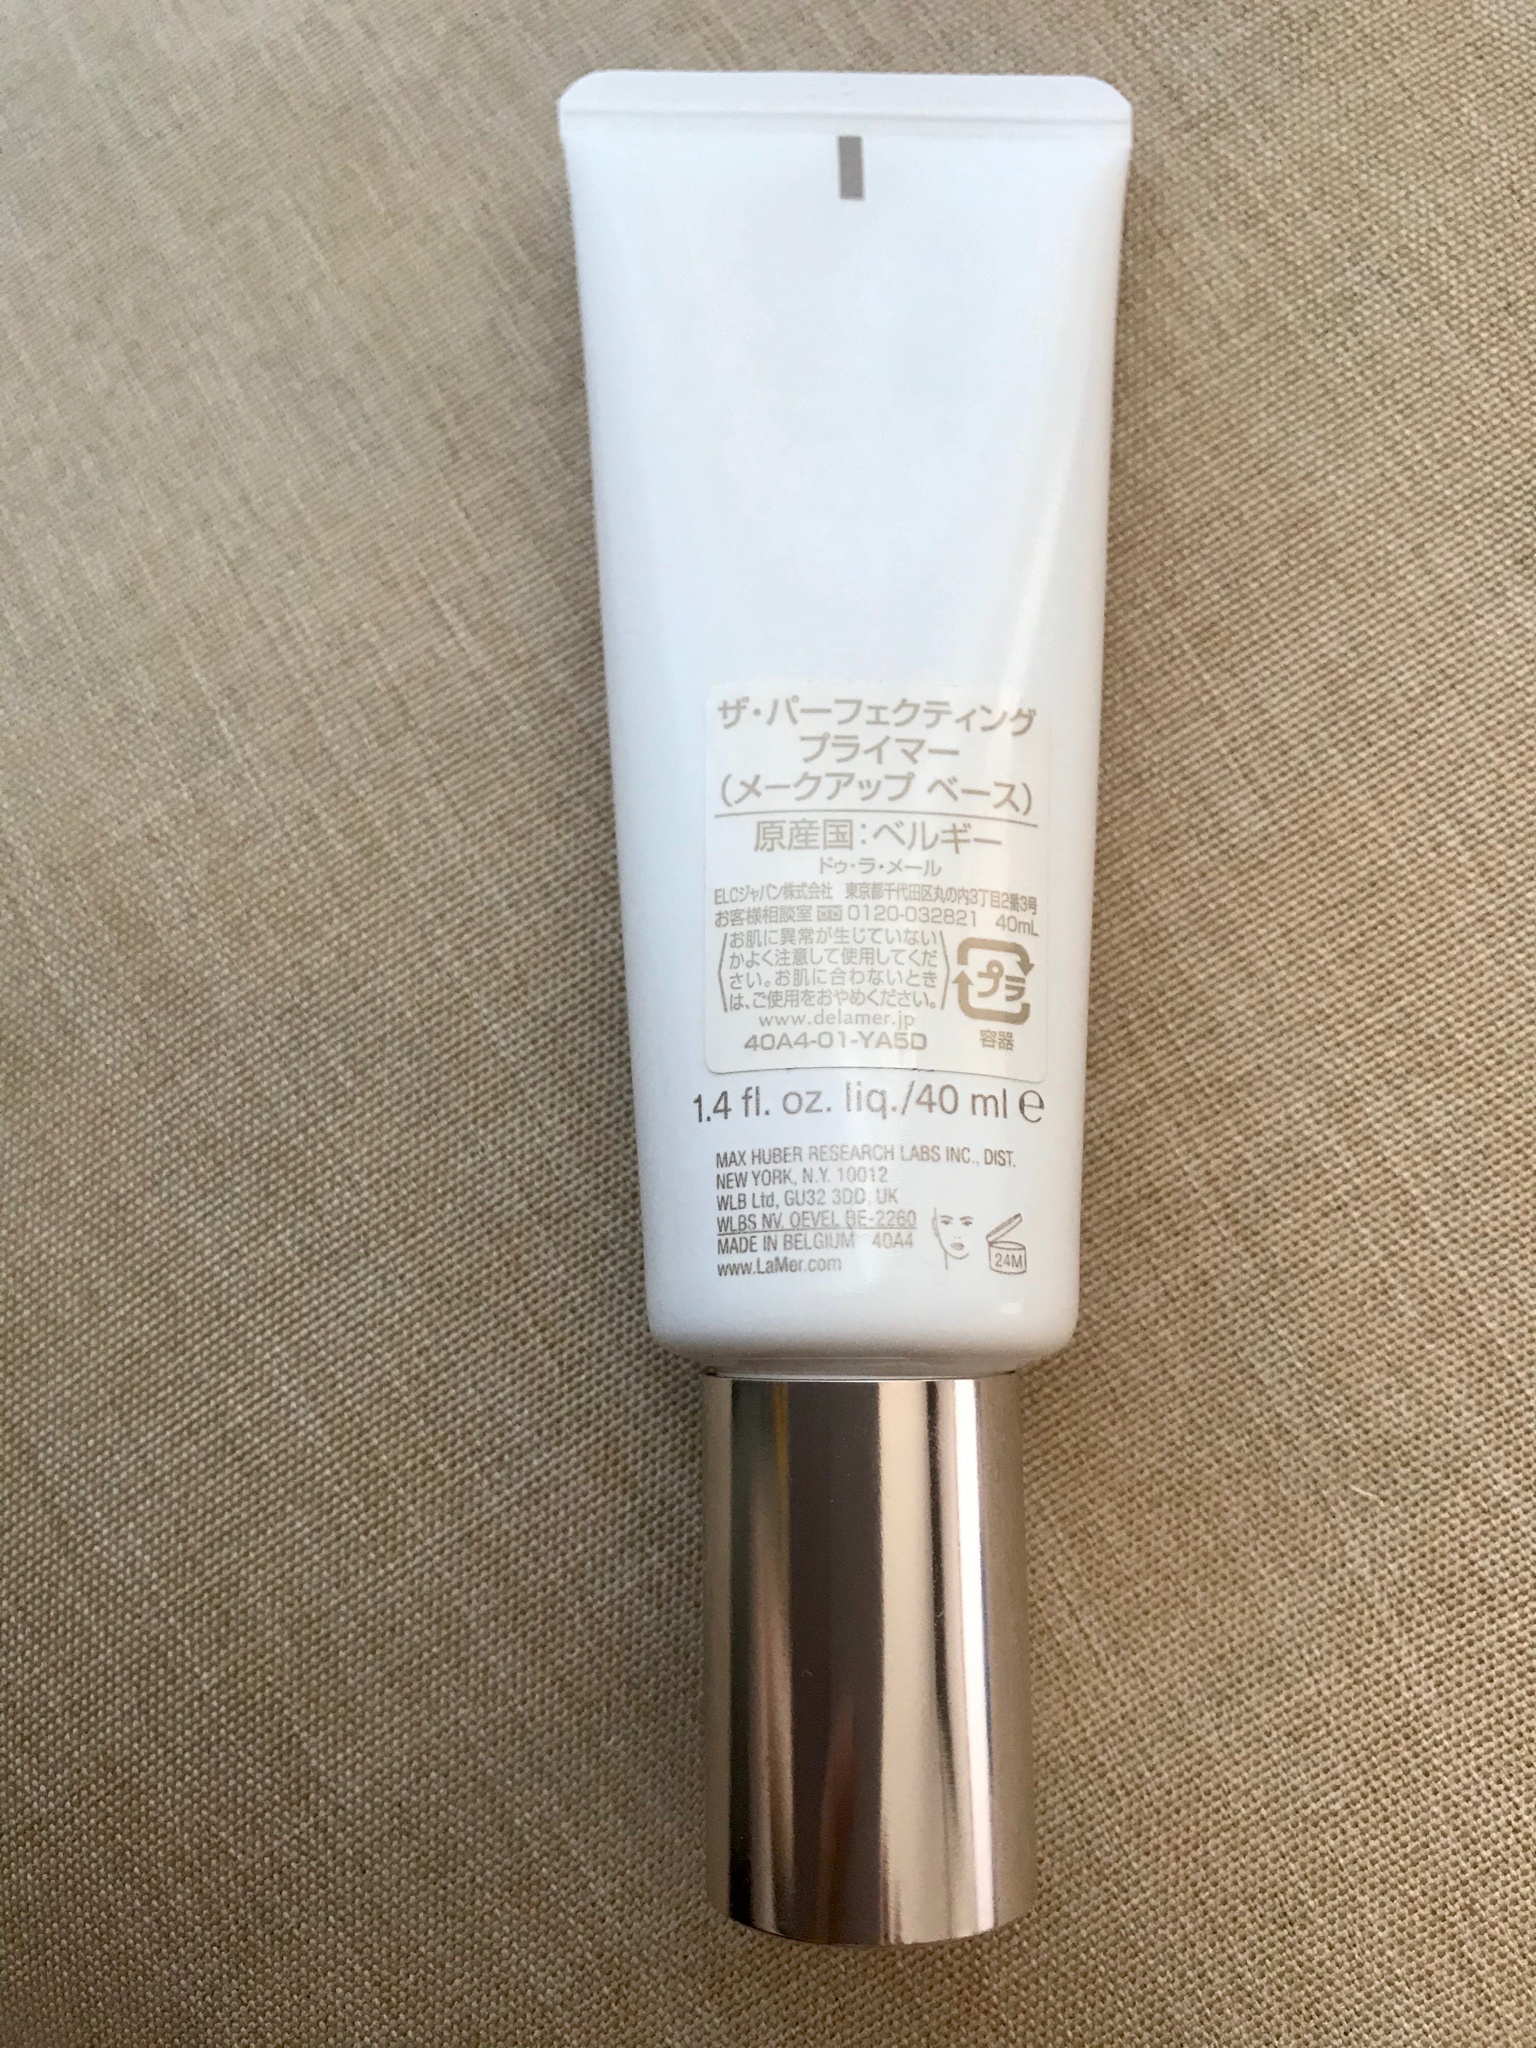 ザ・パーフェクティング
プライマー
（メークアップ ベース）
原産国：ベルギー
ドゥ・ラ・メール
ELCジャパン株式会社　東京都千代田区丸の内3丁目2番3号
お客様相談室 0120-032821　40mL
お肌に異常が生じていない
かよく注意して使用してくだ
さい。お肌に合わないとき
は、ご使用をおやめください。
プラ
容器
www.delamer.jp
40A4-01-YA5D
1.4 fl. oz. liq./40 ml ℮
MAX HUBER RESEARCH LABS INC., DIST.
NEW YORK, N.Y. 10012
WLB Ltd, GU32 3DD, UK
WLBS NV, OEVEL BE-2260
MADE IN BELGIUM 40A4
www.LaMer.com
24M